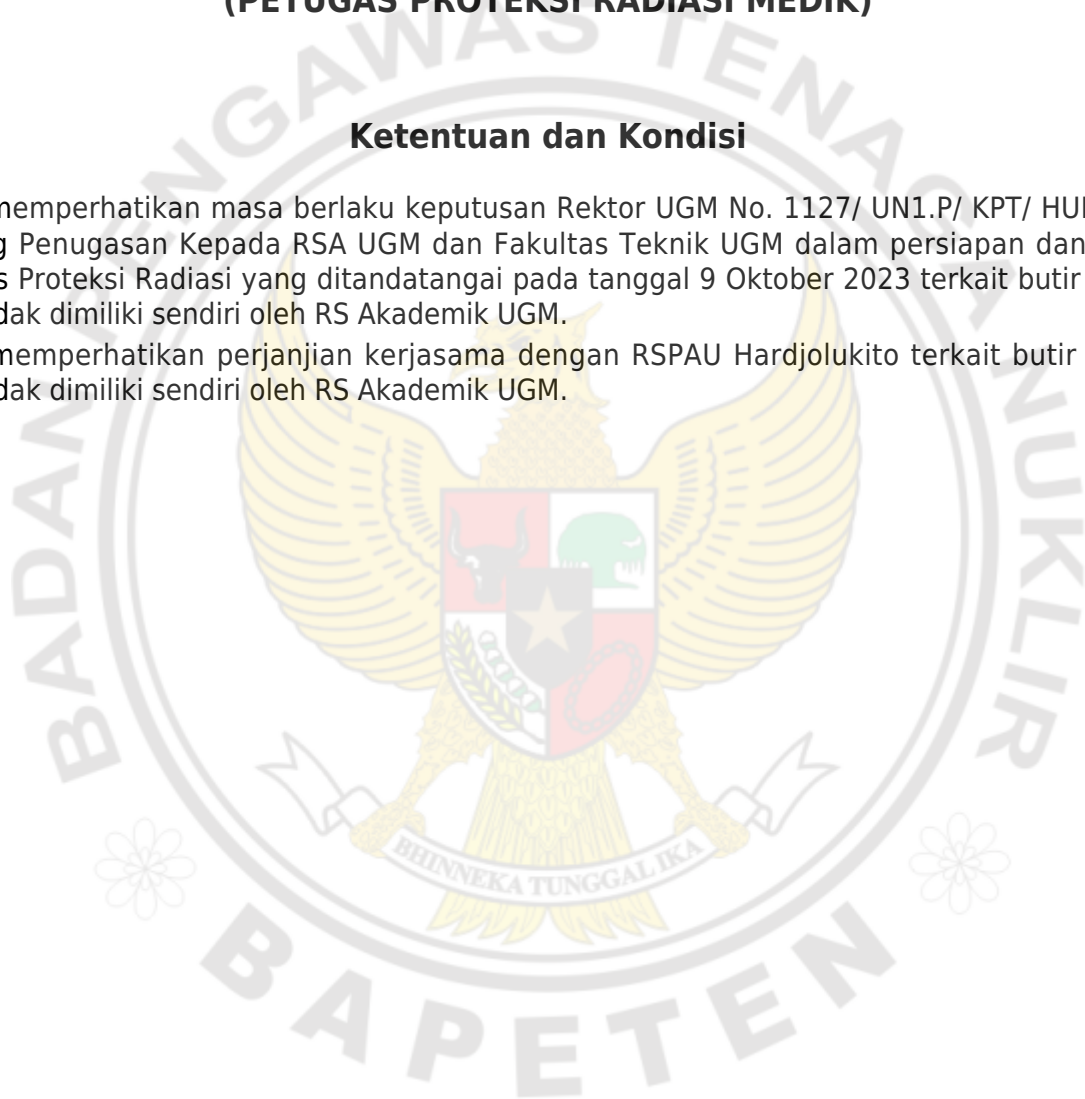 (PETUGAS PROTEKSI RADIASI MEDIK)
Ketentuan dan Kondisi
memperhatikan masa berlaku keputusan Rektor UGM No. 1127/ UN1.P/ KPT/
g Penugasan Kepada RSA UGM dan Fakultas Teknik UGM dalam persiapan dan
s Proteksi Radiasi yang ditandatangai pada tanggal 9 Oktober 2023 terkait butir
dak dimiliki sendiri oleh RS Akademik UGM.
memperhatikan perjanjian kerjasama dengan RSPAU Hardjolukito terkait butir
dak dimiliki sendiri oleh RS Akademik UGM.
BADAN PENGAWAS TENAGA NUKLIR
BHINNEKA TUNGGAL IKA
BAPETEN